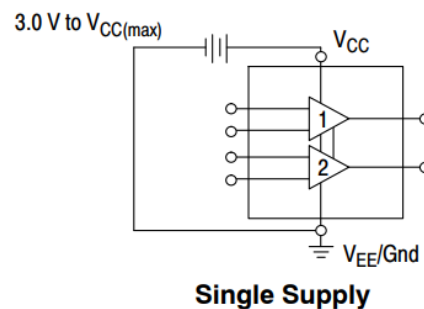 3.0 V to VCC(max)
VCC
1
2
VEE/Gnd
Single Supply